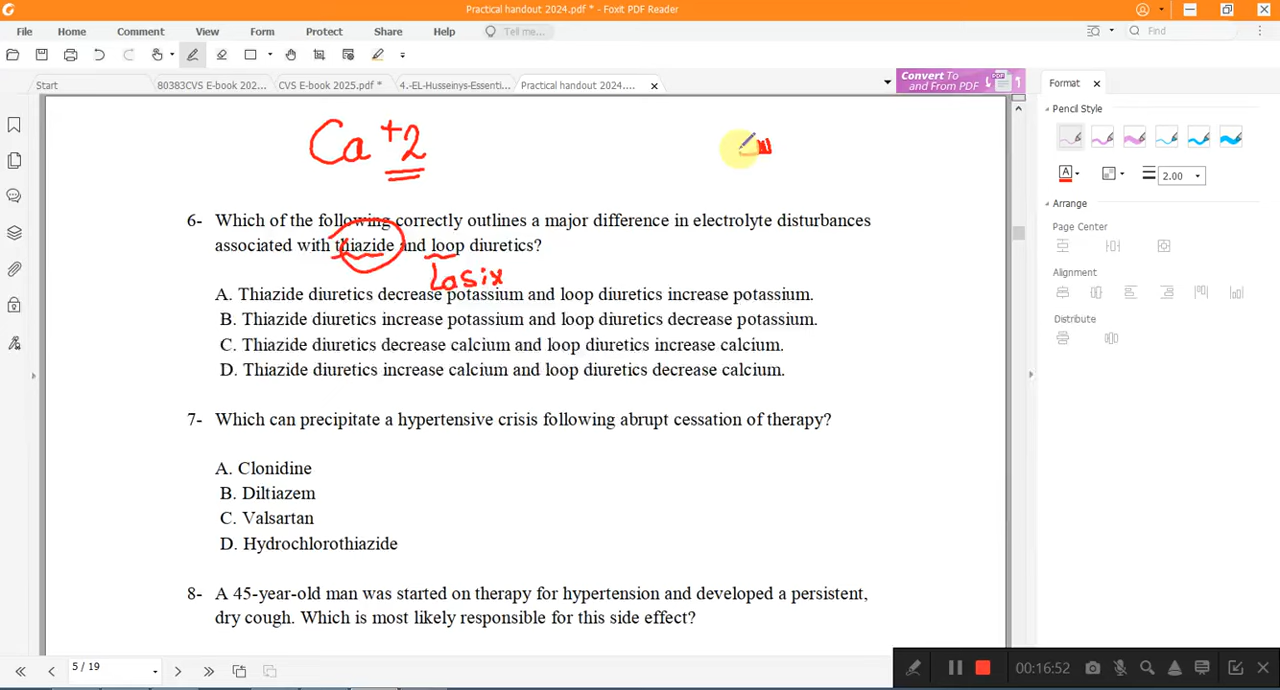 Practical handout 2024.pdf * - Foxit PDF Reader
File Home Comment View Form Protect Share Help Tell me... Find
Start 80383CVS E-book 202... CVS E-book 2025.pdf * 4.-EL-Husseinys-Essenti... Practical handout 2024.... Convert To and From PDF
Format
Pencil Style
2.00
Arrange
Page Center
Alignment
Distribute
Ca +2
6- Which of the following correctly outlines a major difference in electrolyte disturbances
associated with thiazide and loop diuretics?
Lasix
A. Thiazide diuretics decrease potassium and loop diuretics increase potassium.
B. Thiazide diuretics increase potassium and loop diuretics decrease potassium.
C. Thiazide diuretics decrease calcium and loop diuretics increase calcium.
D. Thiazide diuretics increase calcium and loop diuretics decrease calcium.
7- Which can precipitate a hypertensive crisis following abrupt cessation of therapy?
A. Clonidine
B. Diltiazem
C. Valsartan
D. Hydrochlorothiazide
8- A 45-year-old man was started on therapy for hypertension and developed a persistent,
dry cough. Which is most likely responsible for this side effect?
5 / 19
00:16:52